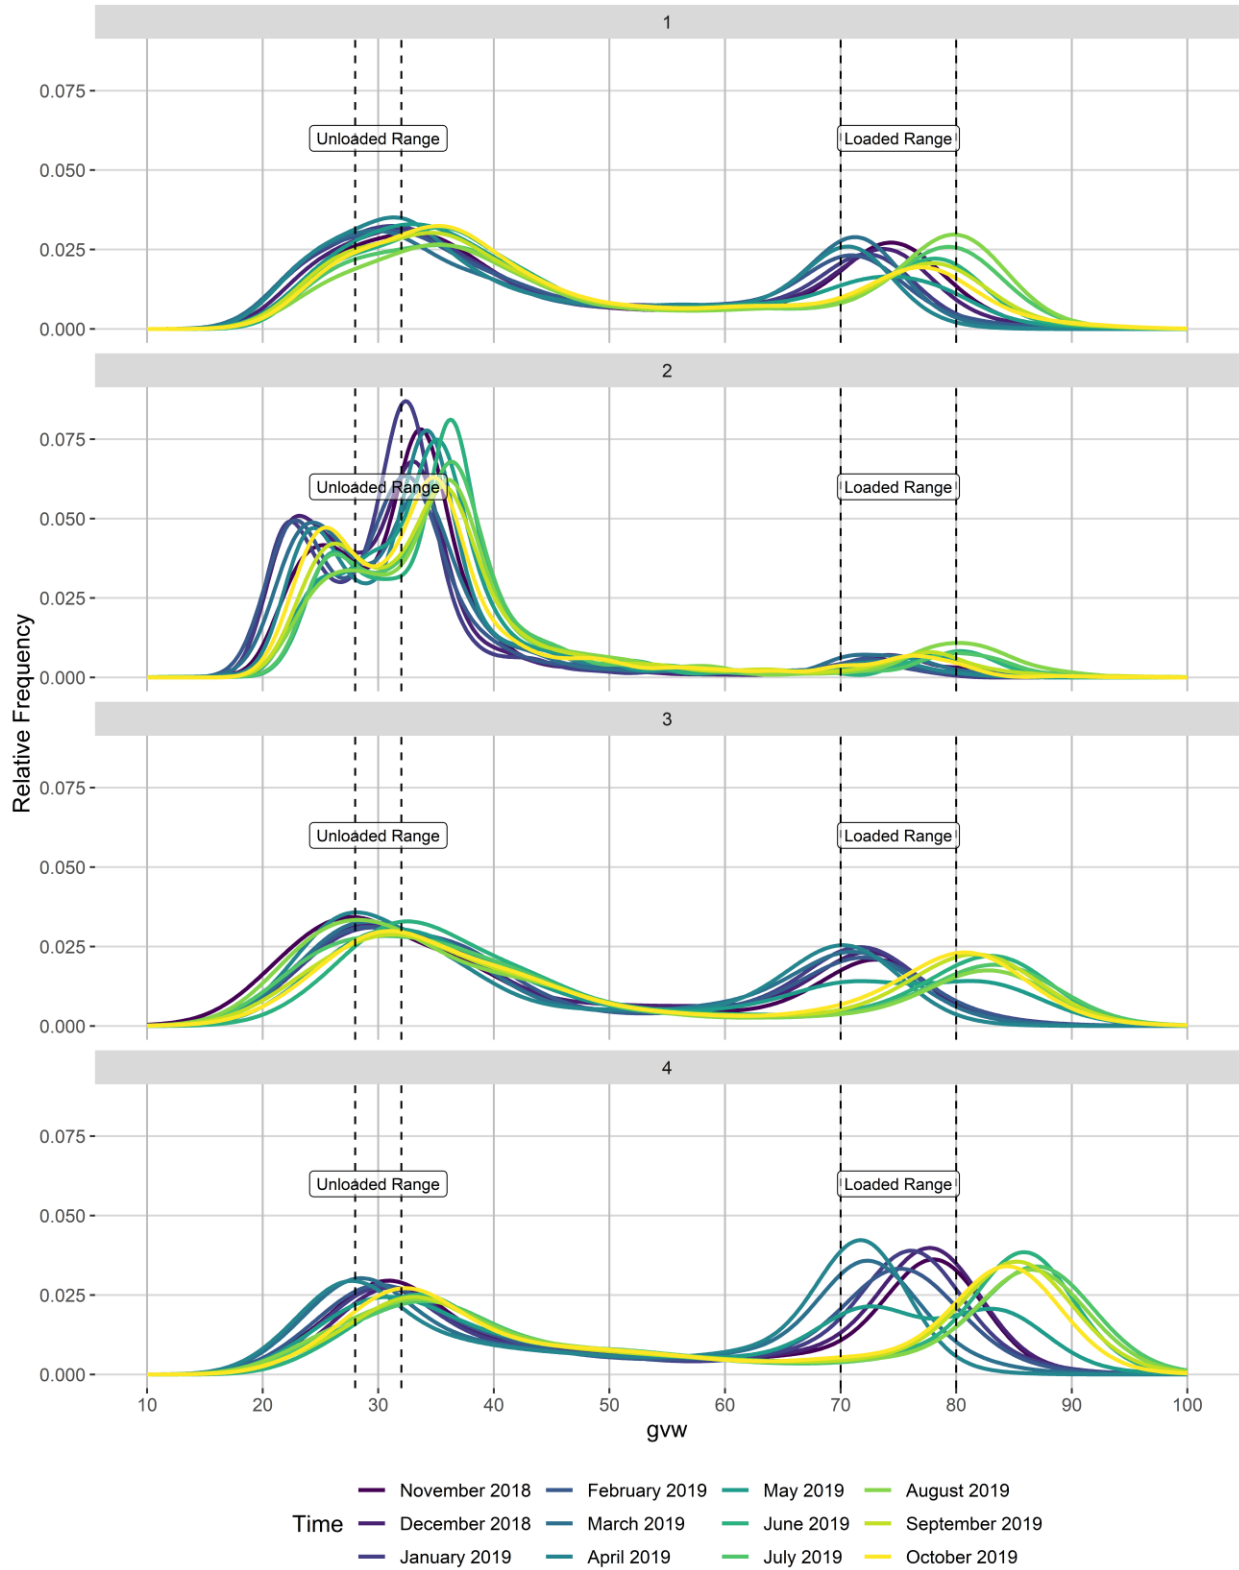 1
0.075
Unloaded Range
Loaded Range
0.050
0.025
0.000
2
0.075
Unloaded Range
Loaded Range
0.050
0.025
0.000
Relative Frequency
3
0.075
Unloaded Range
Loaded Range
0.050
0.025
0.000
4
0.075
Unloaded Range
Loaded Range
0.050
0.025
0.000
10 20 30 40 50 60 70 80 90 100
gvw
Time
November 2018 February 2019 May 2019 August 2019
December 2018 March 2019 June 2019 September 2019
January 2019 April 2019 July 2019 October 2019